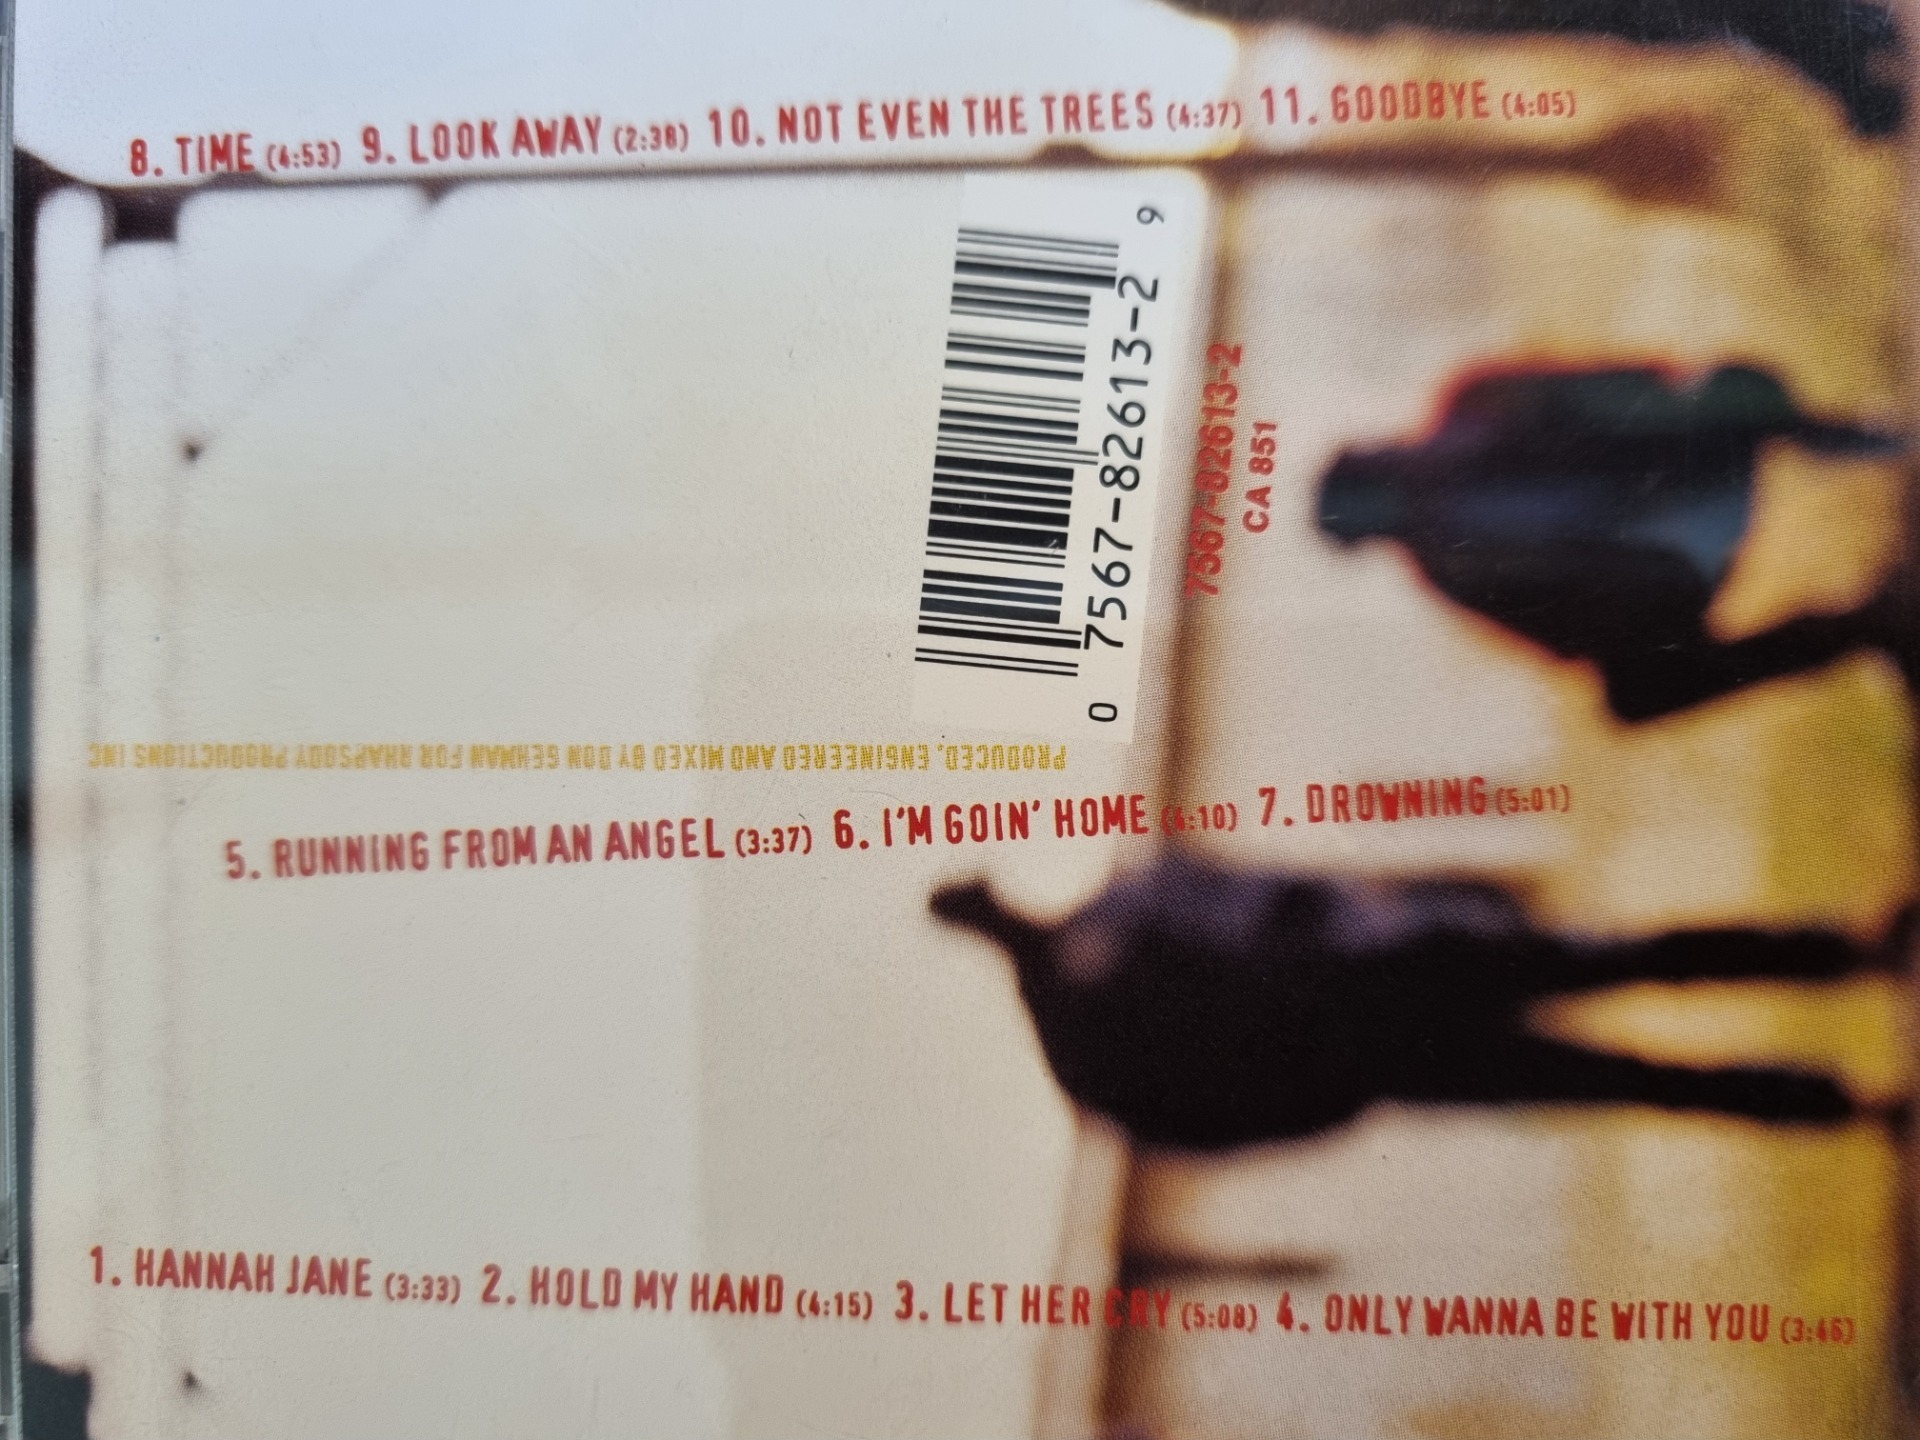 8. TIME (4:53) 9. LOOK AWAY (2:38) 10. NOT EVEN THE TREES (4:37) 11. GOODBYE (4:05)
0 7567-82613-2 9
7567-82613-2
CA 851
PRODUCED, ENGINEERED AND MIXED BY DON GEHMAN FOR RHAPSODY PRODUCTIONS INC
5. RUNNING FROM AN ANGEL (3:37) 6. I'M GOIN' HOME (4:10) 7. DROWNING (5:01)
1. HANNAH JANE (3:33) 2. HOLD MY HAND (4:15) 3. LET HER CRY (5:08) 4. ONLY WANNA BE WITH YOU (3:46)